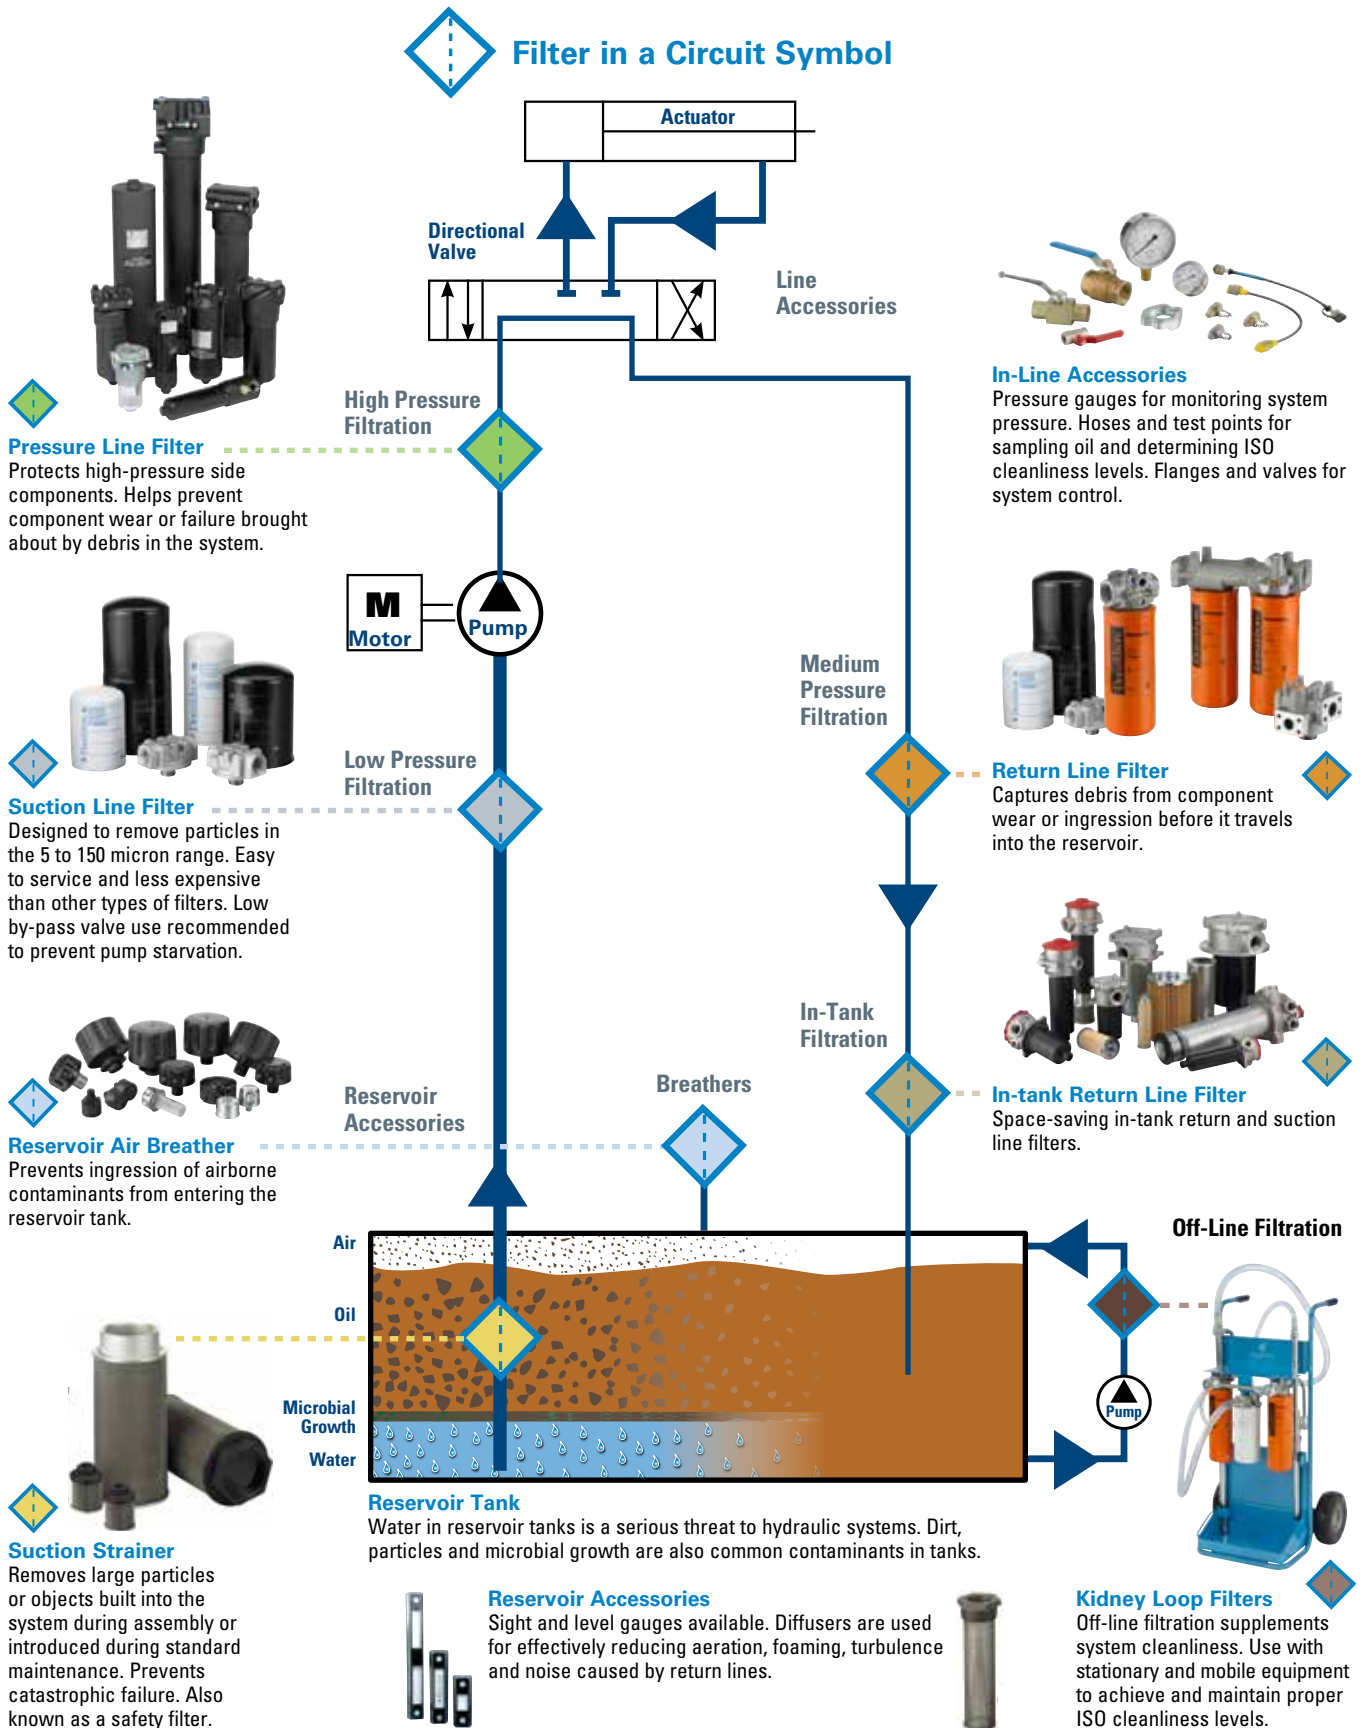 Filter in a Circuit Symbol
Actuator
Directional
Valve
Line
Accessories
In-Line Accessories
Pressure gauges for monitoring system
pressure. Hoses and test points for
sampling oil and determining ISO
cleanliness levels. Flanges and valves for
system control.
High Pressure
Filtration
Pressure Line Filter
Protects high-pressure side
components. Helps prevent
component wear or failure brought
about by debris in the system.
M
Motor
Pump
Medium
Pressure
Filtration
Low Pressure
Filtration
Return Line Filter
Captures debris from component
wear or ingression before it travels
into the reservoir.
Suction Line Filter
Designed to remove particles in
the 5 to 150 micron range. Easy
to service and less expensive
than other types of filters. Low
by-pass valve use recommended
to prevent pump starvation.
In-Tank
Filtration
Breathers
Reservoir
Accessories
In-tank Return Line Filter
Space-saving in-tank return and suction
line filters.
Reservoir Air Breather
Prevents ingression of airborne
contaminants from entering the
reservoir tank.
Off-Line Filtration
Air
Oil
Microbial
Growth
Water
Pump
Reservoir Tank
Water in reservoir tanks is a serious threat to hydraulic systems. Dirt,
particles and microbial growth are also common contaminants in tanks.
Suction Strainer
Removes large particles
or objects built into the
system during assembly or
introduced during standard
maintenance. Prevents
catastrophic failure. Also
known as a safety filter.
Reservoir Accessories
Sight and level gauges available. Diffusers are used
for effectively reducing aeration, foaming, turbulence
and noise caused by return lines.
Kidney Loop Filters
Off-line filtration supplements
system cleanliness. Use with
stationary and mobile equipment
to achieve and maintain proper
ISO cleanliness levels.